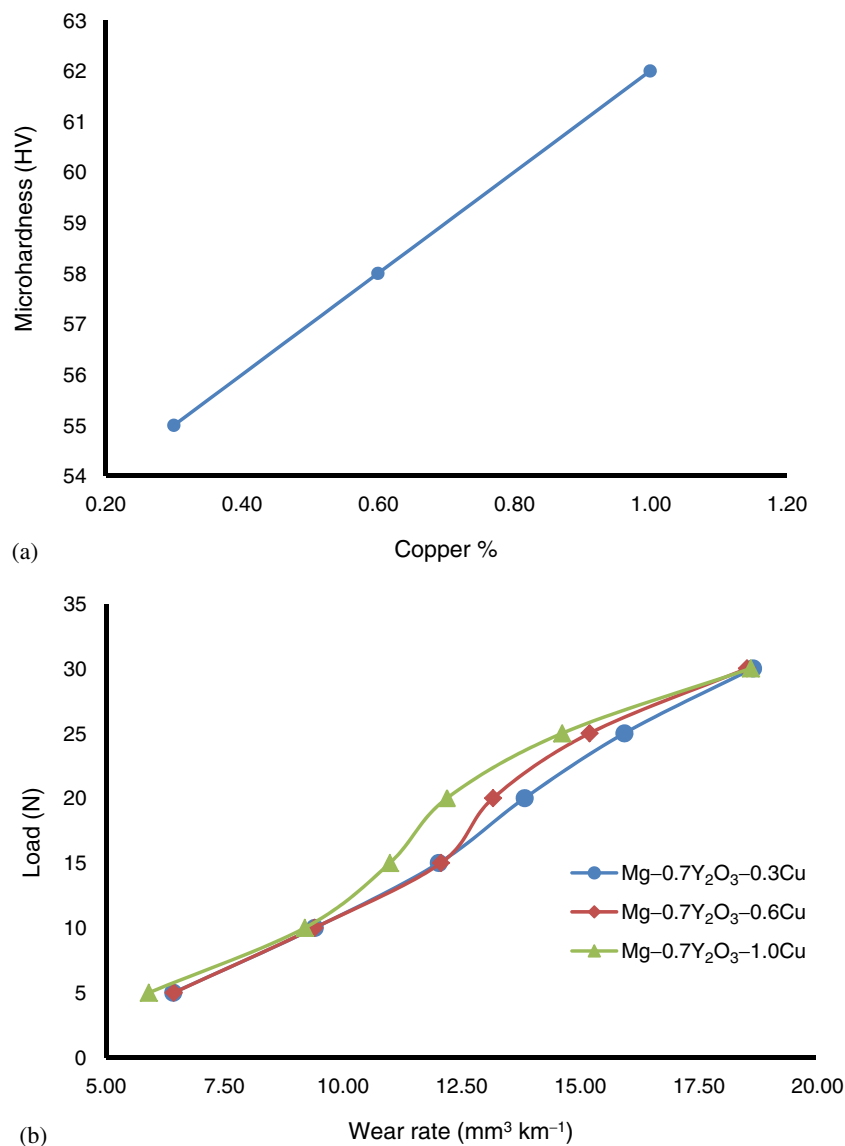 63
62
61
60
59
58
57
56
55
54
Microhardness (HV)
0.20 0.40 0.60 0.80 1.00 1.20
Copper %
(a)
35
30
25
20
15
10
5
0
Load (N)
Mg–0.7Y₂O₃–0.3Cu
Mg–0.7Y₂O₃–0.6Cu
Mg–0.7Y₂O₃–1.0Cu
5.00 7.50 10.00 12.50 15.00 17.50 20.00
Wear rate (mm³ km⁻¹)
(b)